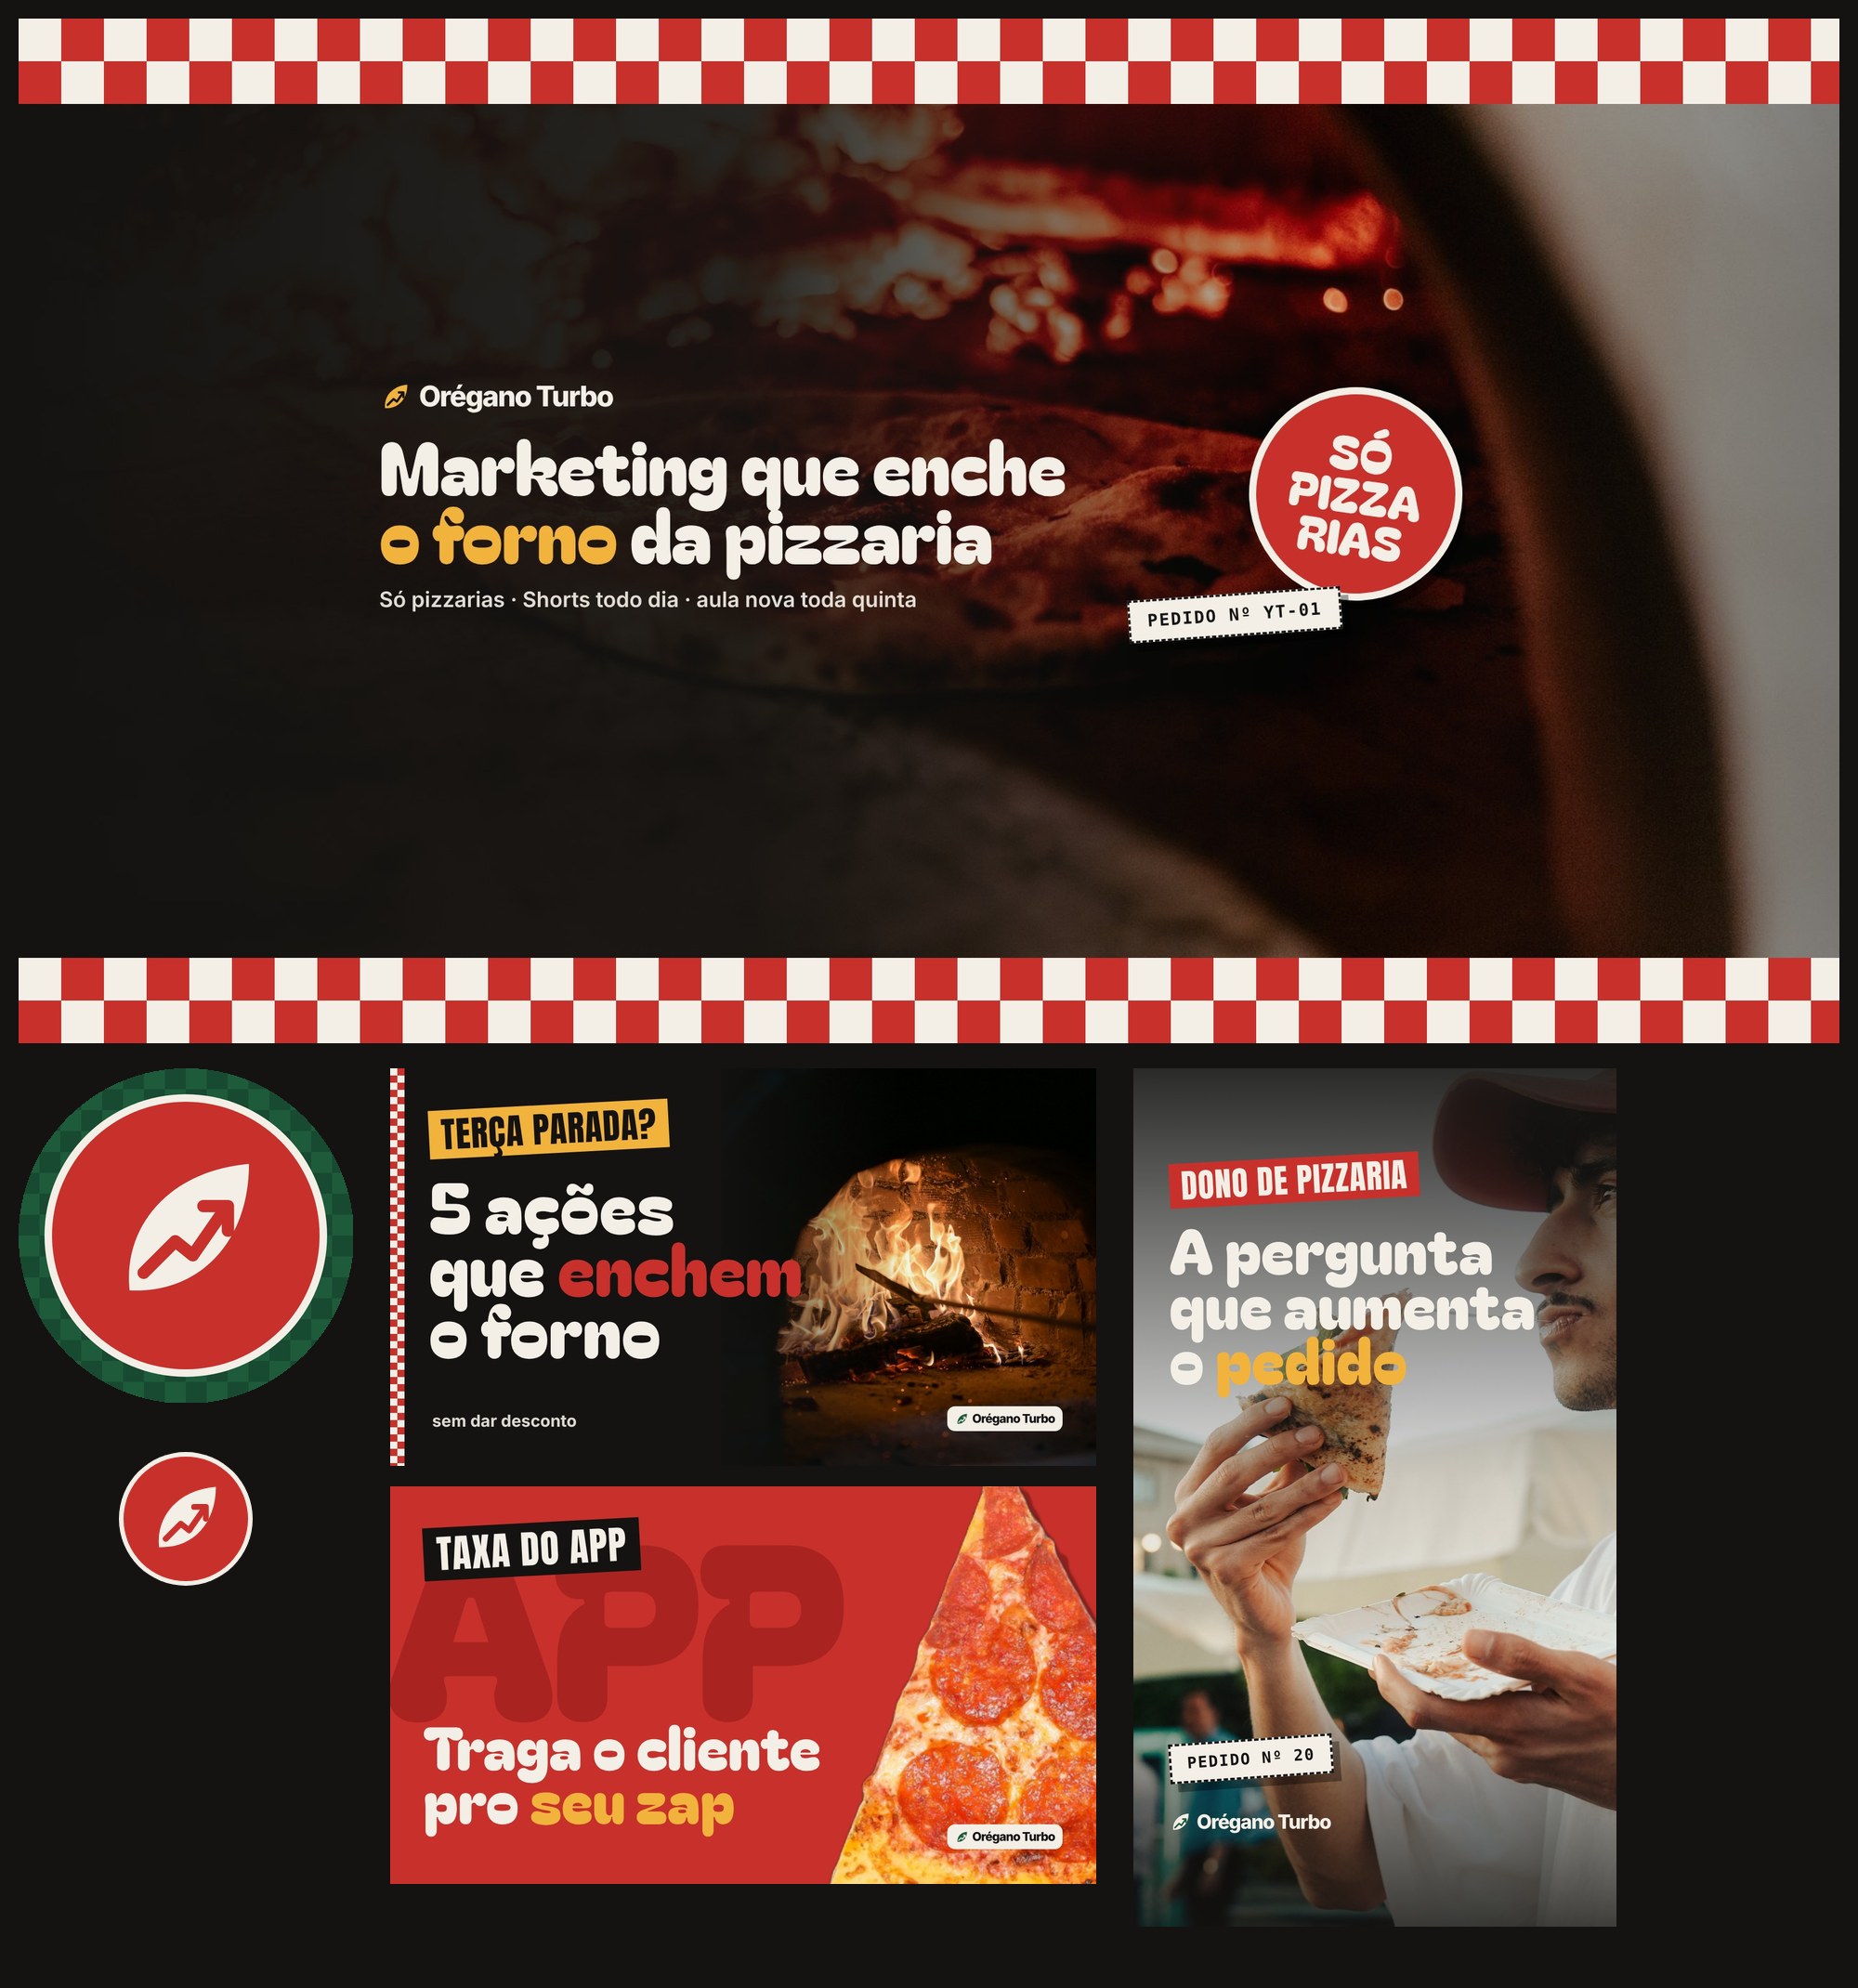 Orégano Turbo
Marketing que enche
o forno da pizzaria
Só pizzarias · Shorts todo dia · aula nova toda quinta
SÓ
PIZZA
RIAS
PEDIDO Nº YT-01
TERÇA PARADA?
5 ações
que enchem
o forno
sem dar desconto
Orégano Turbo
TAXA DO APP
APP
Traga o cliente
pro seu zap
Orégano Turbo
DONO DE PIZZARIA
A pergunta
que aumenta
o pedido
PEDIDO Nº 20
Orégano Turbo